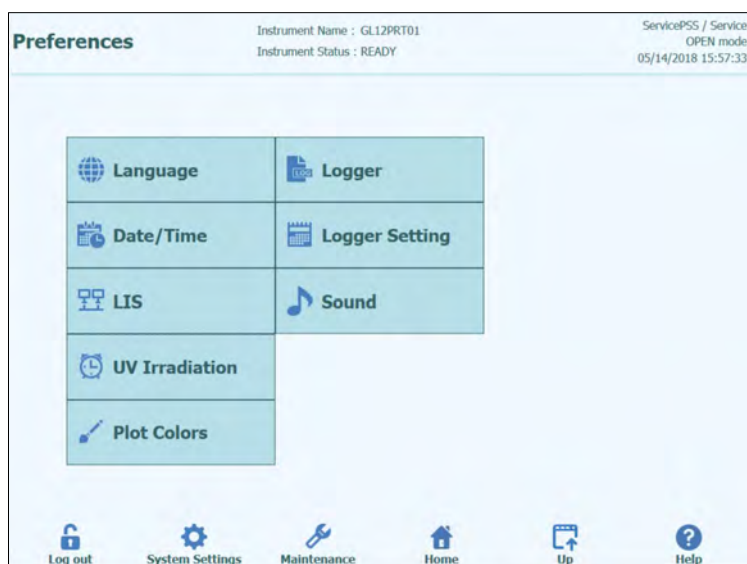 Preferences
Instrument Name : GL12PRT01
Instrument Status : READY
ServicePSS / Service
OPEN mode
05/14/2018 15:57:33
Language
Logger
LOG
Date/Time
Logger Setting
LIS
Sound
UV Irradiation
Plot Colors
Log out
System Settings
Maintenance
Home
Up
Help